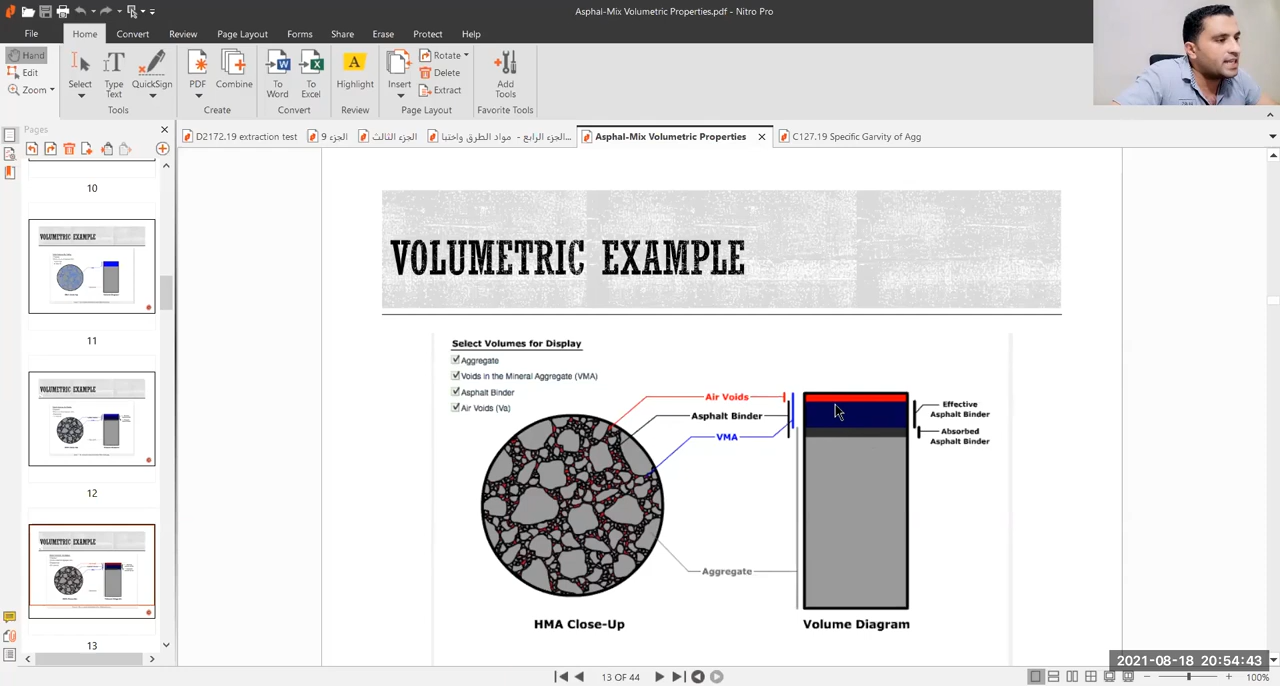 Asphal-Mix Volumetric Properties.pdf - Nitro Pro
File Home Convert Review Page Layout Forms Share Erase Protect Help
Hand
Edit
Zoom
Select
Type Text
QuickSign
Tools
PDF
Combine
Create
To Word
To Excel
Convert
Highlight
Review
Insert
Rotate
Delete
Extract
Page Layout
Add Tools
Favorite Tools
Pages
D2172.19 extraction test
الجزء 9
الجزء الثالث
الجزء الرابع - مواد الطرق واختبا...
Asphal-Mix Volumetric Properties
C127.19 Specific Garvity of Agg
10
VOLUMETRIC EXAMPLE
11
VOLUMETRIC EXAMPLE
12
VOLUMETRIC EXAMPLE
13
VOLUMETRIC EXAMPLE
Select Volumes for Display
Aggregate
Voids in the Mineral Aggregate (VMA)
Asphalt Binder
Air Voids (Va)
Air Voids
Asphalt Binder
VMA
Aggregate
Effective
Asphalt Binder
Absorbed
Asphalt Binder
HMA Close-Up
Volume Diagram
13 OF 44
2021-08-18 20:54:43
100%